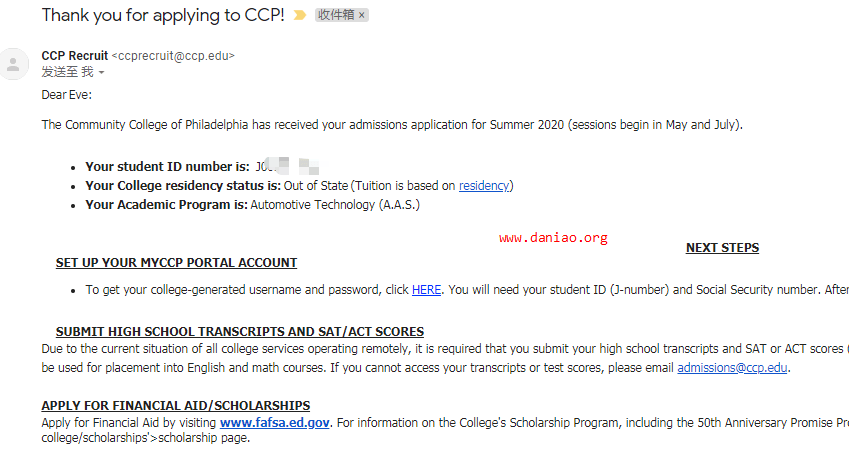 Thank you for applying to CCP! 收件箱 ×
CCP Recruit <ccprecruit@ccp.edu>
发送至 我
Dear Eve:
The Community College of Philadelphia has received your admissions application for Summer 2020 (sessions begin in May and July).
• Your student ID number is:
• Your College residency status is: Out of State (Tuition is based on residency)
• Your Academic Program is: Automotive Technology (A.A.S.)
www.daniao.org
NEXT STEPS
SET UP YOUR MYCCP PORTAL ACCOUNT
• To get your college-generated username and password, click HERE. You will need your student ID (J-number) and Social Security number. After
SUBMIT HIGH SCHOOL TRANSCRIPTS AND SAT/ACT SCORES
Due to the current situation of all college services operating remotely, it is required that you submit your high school transcripts and SAT or ACT scores (
be used for placement into English and math courses. If you cannot access your transcripts or test scores, please email admissions@ccp.edu.
APPLY FOR FINANCIAL AID/SCHOLARSHIPS
Apply for Financial Aid by visiting www.fafsa.ed.gov. For information on the College's Scholarship Program, including the 50th Anniversary Promise Pr
college/scholarships'>scholarship page.